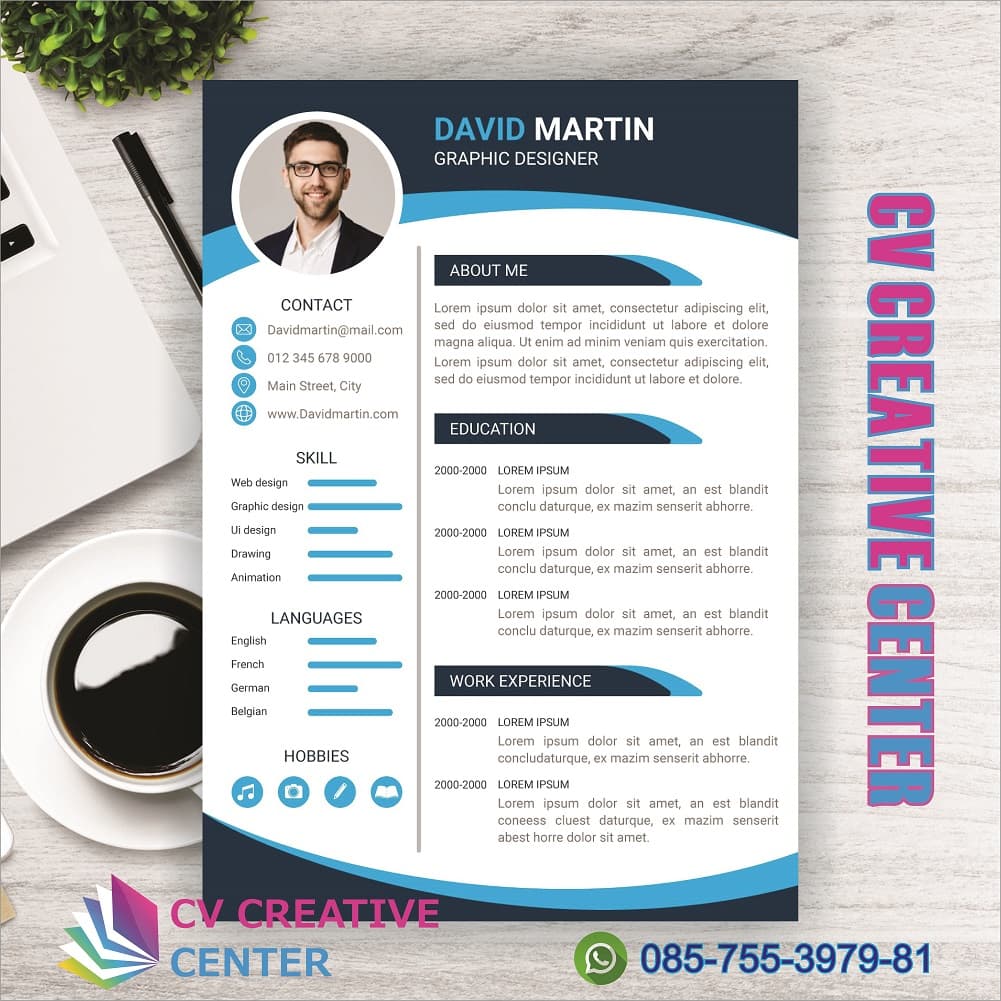 DAVID MARTIN
GRAPHIC DESIGNER
CONTACT
Davidmartin@mail.com
012 345 678 9000
Main Street, City
www.Davidmartin.com
SKILL
Web design
Graphic design
Ui design
Drawing
Animation
LANGUAGES
English
French
German
Belgian
HOBBIES
ABOUT ME
Lorem ipsum dolor sit amet, consectetur adipiscing elit,
sed do eiusmod tempor incididunt ut labore et dolore
magna aliqua. Ut enim ad minim veniam quis exercitation.
Lorem ipsum dolor sit amet, consectetur adipiscing elit,
sed do eiusmod tempor incididunt ut labore et dolore.
EDUCATION
2000-2000 LOREM IPSUM
Lorem ipsum dolor sit amet, an est blandit
conclu daturque, ex mazim senserit abhorre.
2000-2000 LOREM IPSUM
Lorem ipsum dolor sit amet, an est blandit
conclu daturque, ex mazim senserit abhorre.
2000-2000 LOREM IPSUM
Lorem ipsum dolor sit amet, an est blandit
conclu daturque, ex mazim senserit abhorre.
WORK EXPERIENCE
2000-2000 LOREM IPSUM
Lorem ipsum dolor sit amet, an est blandit
concludaturque, ex mazim senserit abhorre.
2000-2000 LOREM IPSUM
Lorem ipsum dolor sit amet, an est blandit
coneess cluest daturque, ex mazim senserit
abest horre dolor sit amet.
CV CREATIVE CENTER
CV CREATIVE
CENTER
085-755-3979-81